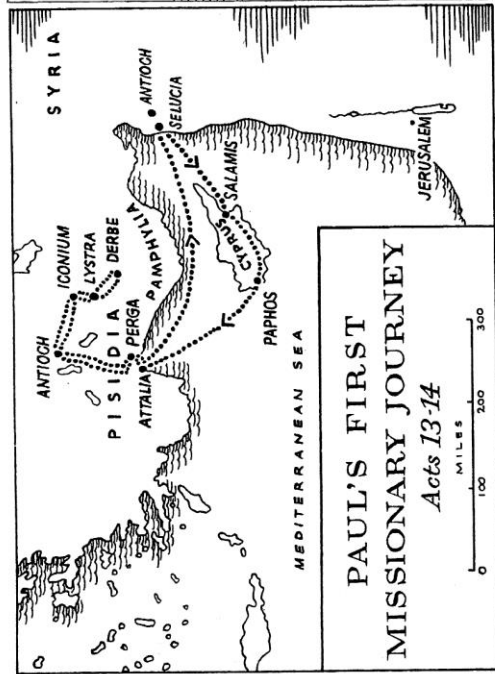 SYRIA
ANTIOCH
SELUCIA
ICONIUM
LYSTRA
DERBE
ANTIOCH
PISIDIA
PERGA
PAMPHYLIA
ATTALIA
SALAMIS
CYPRUS
PAPHOS
JERUSALEM
MEDITERRANEAN SEA
PAUL'S FIRST
MISSIONARY JOURNEY
Acts 13-14
MILES
0 100 200 300